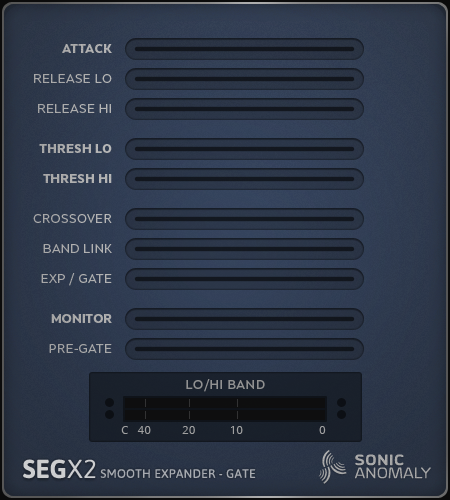 ATTACK
RELEASE LO
RELEASE HI
THRESH LO
THRESH HI
CROSSOVER
BAND LINK
EXP / GATE
MONITOR
PRE-GATE
LO/HI BAND
C 40 20 10 0
SEGX2 SMOOTH EXPANDER - GATE
SONIC
ANOMALY